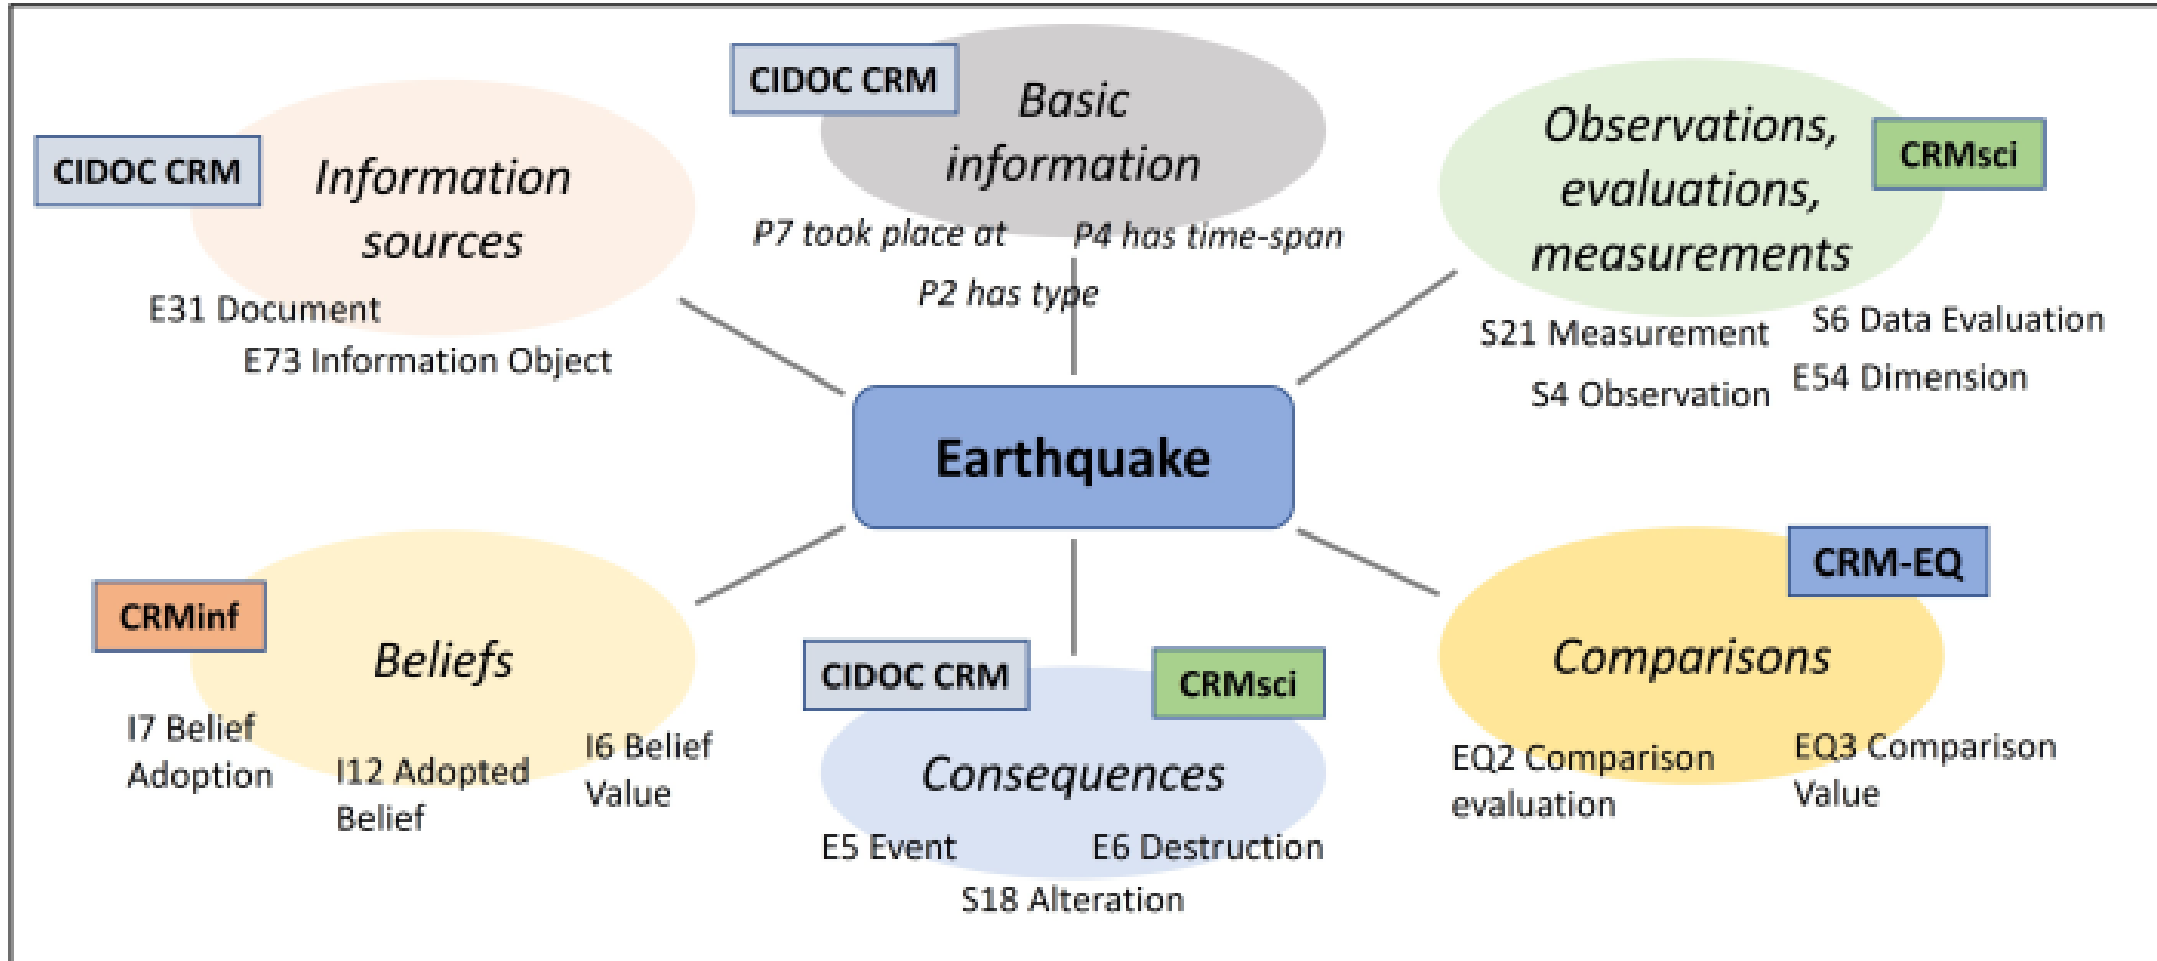 CIDOC CRM
Information
sources
E31 Document
E73 Information Object
CIDOC CRM
Basic
information
P7 took place at
P4 has time-span
P2 has type
Observations,
evaluations,
measurements
CRMsci
S21 Measurement
S6 Data Evaluation
S4 Observation
E54 Dimension
Earthquake
CRMinf
Beliefs
I7 Belief
Adoption
I12 Adopted
Belief
I6 Belief
Value
CIDOC CRM
CRMsci
Consequences
E5 Event
E6 Destruction
S18 Alteration
CRM-EQ
Comparisons
EQ2 Comparison
evaluation
EQ3 Comparison
Value